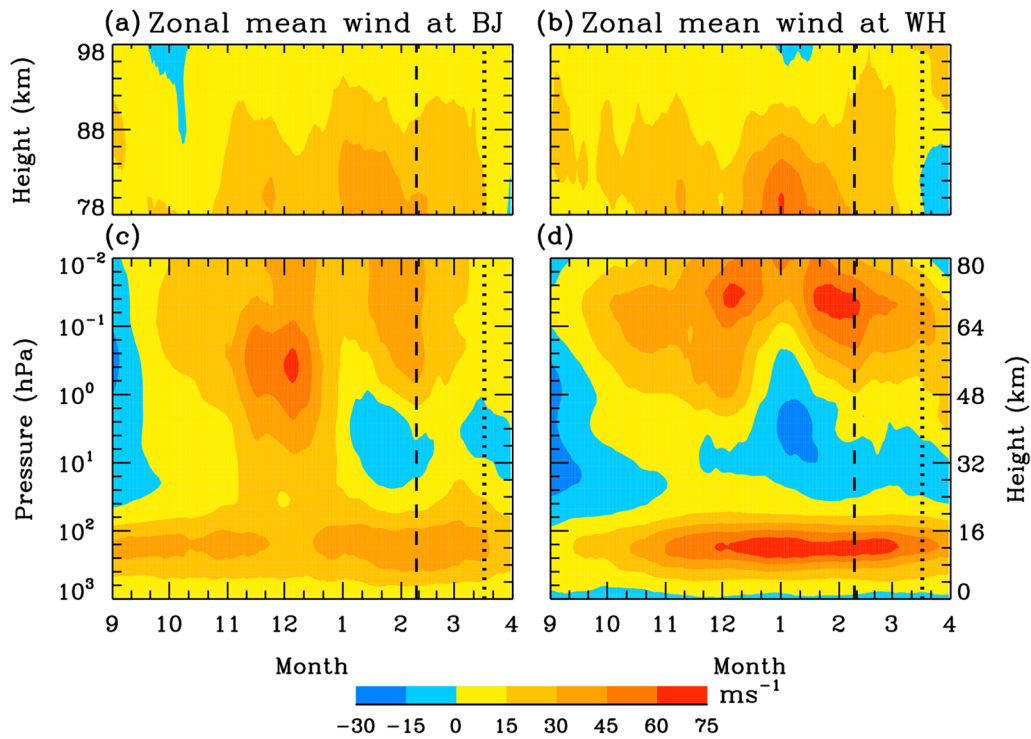 (a) Zonal mean wind at BJ
(b) Zonal mean wind at WH
Height (km)
98
88
78
98
88
78
(c)
(d)
Pressure (hPa)
10⁻²
10⁻¹
10⁰
10¹
10²
10³
80
64
48
32
16
0
Height (km)
9 10 11 12 1 2 3 4
9 10 11 12 1 2 3 4
Month
Month
-30 -15 0 15 30 45 60 75
ms⁻¹